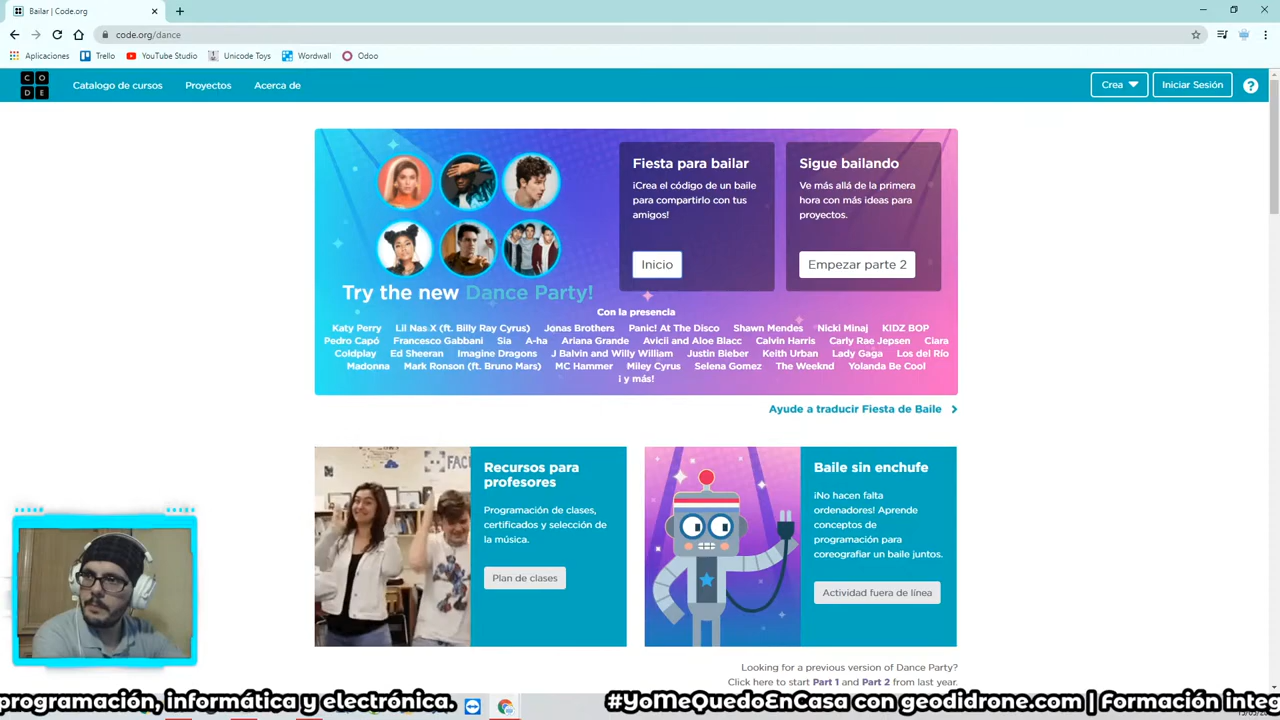 Bailar | Code.org
code.org/dance
Aplicaciones Trello YouTube Studio Unicode Toys Wordwall Odoo
C O
D E
Catalogo de cursos Proyectos Acerca de Crea Iniciar Sesión ?
Fiesta para bailar
¡Crea el código de un baile
para compartirlo con tus
amigos!
Inicio
Sigue bailando
Ve más allá de la primera
hora con más ideas para
proyectos.
Empezar parte 2
Try the new Dance Party!
Con la presencia
Katy Perry Lil Nas X (ft. Billy Ray Cyrus) Jonas Brothers Panic! At The Disco Shawn Mendes Nicki Minaj KIDZ BOP
Pedro Capó Francesco Gabbani Sia A-ha Ariana Grande Avicii and Aloe Blacc Calvin Harris Carly Rae Jepsen Ciara
Coldplay Ed Sheeran Imagine Dragons J Balvin and Willy William Justin Bieber Keith Urban Lady Gaga Los del Río
Madonna Mark Ronson (ft. Bruno Mars) MC Hammer Miley Cyrus Selena Gomez The Weeknd Yolanda Be Cool
¡ y más!
Ayude a traducir Fiesta de Baile
FACE
Recursos para
profesores
Programación de clases,
certificados y selección de
la música.
Plan de clases
Baile sin enchufe
¡No hacen falta
ordenadores! Aprende
conceptos de
programación para
coreografiar un baile juntos.
Actividad fuera de línea
Looking for a previous version of Dance Party?
Click here to start Part 1 and Part 2 from last year.
programación, informática y electrónica. #YoMeQuedoEnCasa con geodidrone.com | Formación integ